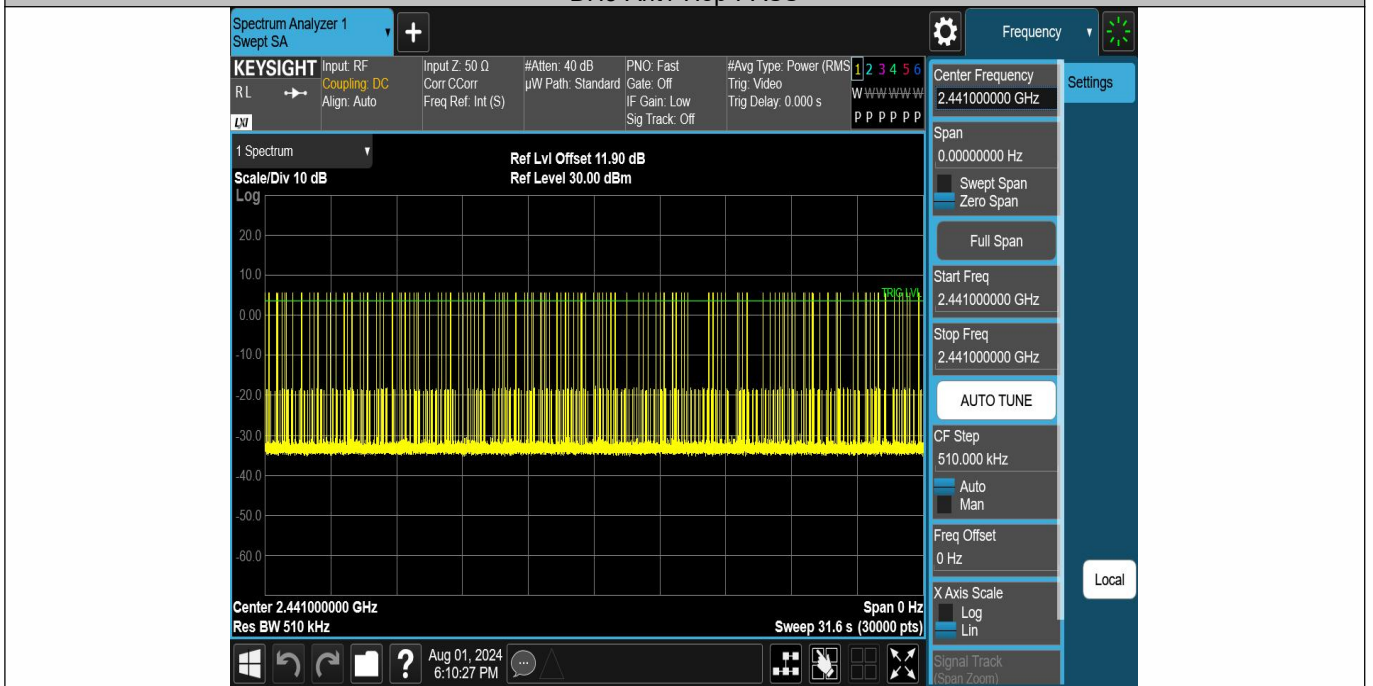 Spectrum Analyzer 1
Swept SA
+
Frequency
KEYSIGHT
RL
LXI
Input: RF
Coupling: DC
Align: Auto
Input Z: 50 Ω
Corr CCorr
Freq Ref: Int (S)
#Atten: 40 dB
µW Path: Standard
PNO: Fast
Gate: Off
IF Gain: Low
Sig Track: Off
#Avg Type: Power (RMS
Trig: Video
Trig Delay: 0.000 s
1 2 3 4 5 6
W W W W W W
P P P P P P
Center Frequency
2.441000000 GHz
Settings
1 Spectrum
Scale/Div 10 dB
Ref Lvl Offset 11.90 dB
Ref Level 30.00 dBm
Log
20.0
10.0
0.00
-10.0
-20.0
-30.0
-40.0
-50.0
-60.0
TRIG LVL
Center 2.441000000 GHz
Res BW 510 kHz
Span 0 Hz
Sweep 31.6 s (30000 pts)
Span
0.00000000 Hz
Swept Span
Zero Span
Full Span
Start Freq
2.441000000 GHz
Stop Freq
2.441000000 GHz
AUTO TUNE
CF Step
510.000 kHz
Auto
Man
Freq Offset
0 Hz
X Axis Scale
Log
Lin
Signal Track
(Span Zoom)
Local
?
Aug 01, 2024
6:10:27 PM